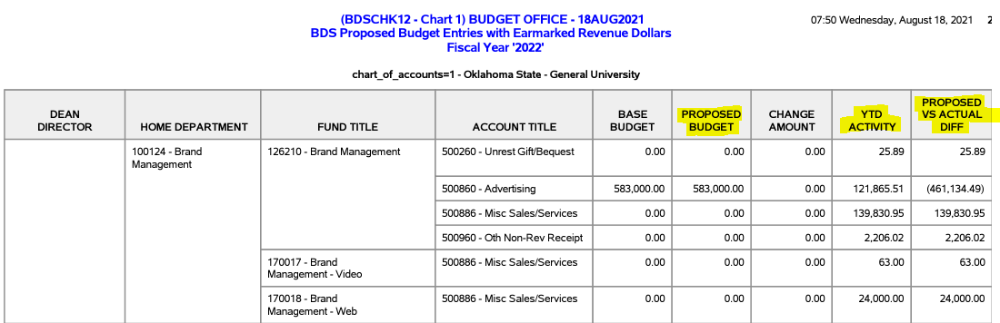 (BDSCHK12 - Chart 1) BUDGET OFFICE - 18AUG2021
07:50 Wednesday, August 18, 2021 2
BDS Proposed Budget Entries with Earmarked Revenue Dollars
Fiscal Year '2022'
chart_of_accounts=1 - Oklahoma State - General University
DEAN DIRECTOR HOME DEPARTMENT FUND TITLE ACCOUNT TITLE BASE BUDGET PROPOSED BUDGET CHANGE AMOUNT YTD ACTIVITY PROPOSED VS ACTUAL DIFF
100124 - Brand Management 126210 - Brand Management 500260 - Unrest Gift/Bequest 0.00 0.00 0.00 25.89 25.89
500860 - Advertising 583,000.00 583,000.00 0.00 121,865.51 (461,134.49)
500886 - Misc Sales/Services 0.00 0.00 0.00 139,830.95 139,830.95
500960 - Oth Non-Rev Receipt 0.00 0.00 0.00 2,206.02 2,206.02
170017 - Brand Management - Video 500886 - Misc Sales/Services 0.00 0.00 0.00 63.00 63.00
170018 - Brand Management - Web 500886 - Misc Sales/Services 0.00 0.00 0.00 24,000.00 24,000.00